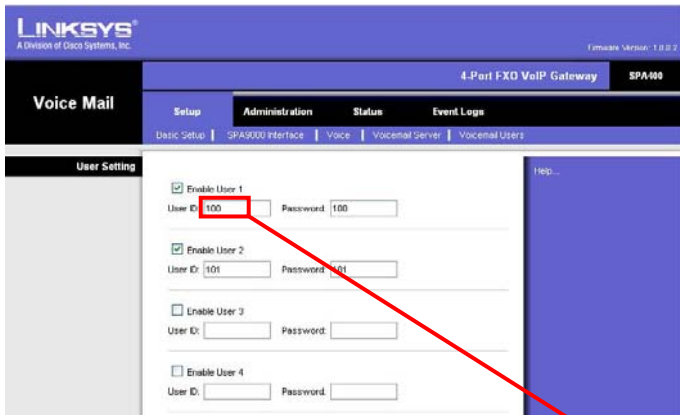 LINKSYS®
A Division of Cisco Systems, Inc.
Firmware Version: 1.0.0.2
4-Port FXO VoIP Gateway SPA400
Voice Mail
Setup Administration Status Event Logs
Basic Setup | SPA9000 Interface | Voice | Voicemail Server | Voicemail Users
User Setting
Help...
Enable User 1
User ID: 100 Password: 100
Enable User 2
User ID: 101 Password: 101
Enable User 3
User ID: Password:
Enable User 4
User ID: Password: